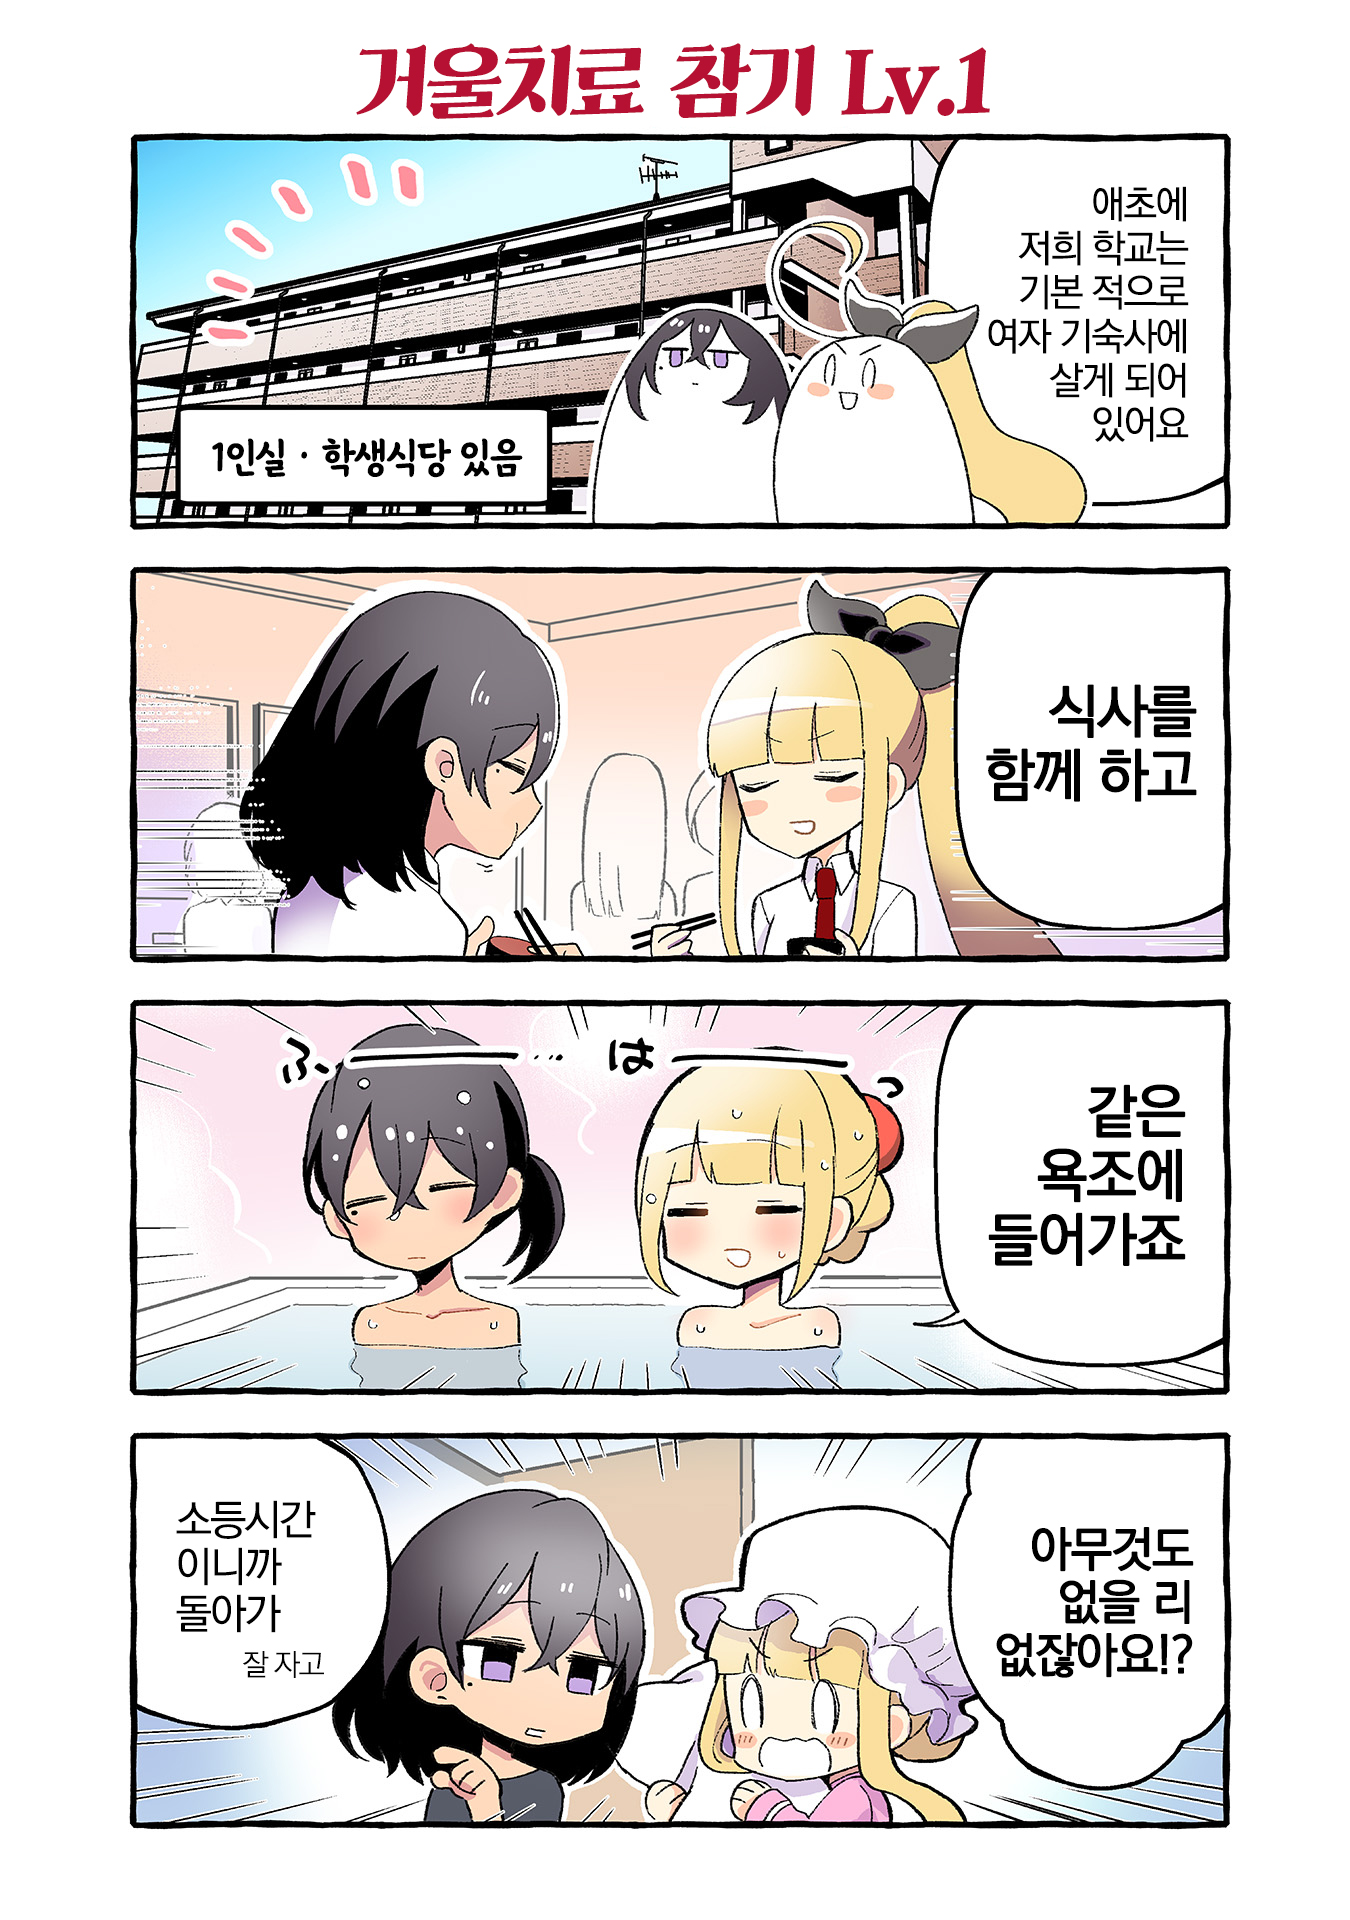 거울치료 참기 Lv.1
애초에
저희 학교는
기본 적으로
여자 기숙사에
살게 되어
있어요
1인실 · 학생식당 있음
식사를
함께 하고
같은
욕조에
들어가죠
は━━っ
ふ━━…
아무것도
없을 리
없잖아요!?
소등시간
이니까
돌아가
잘 자고